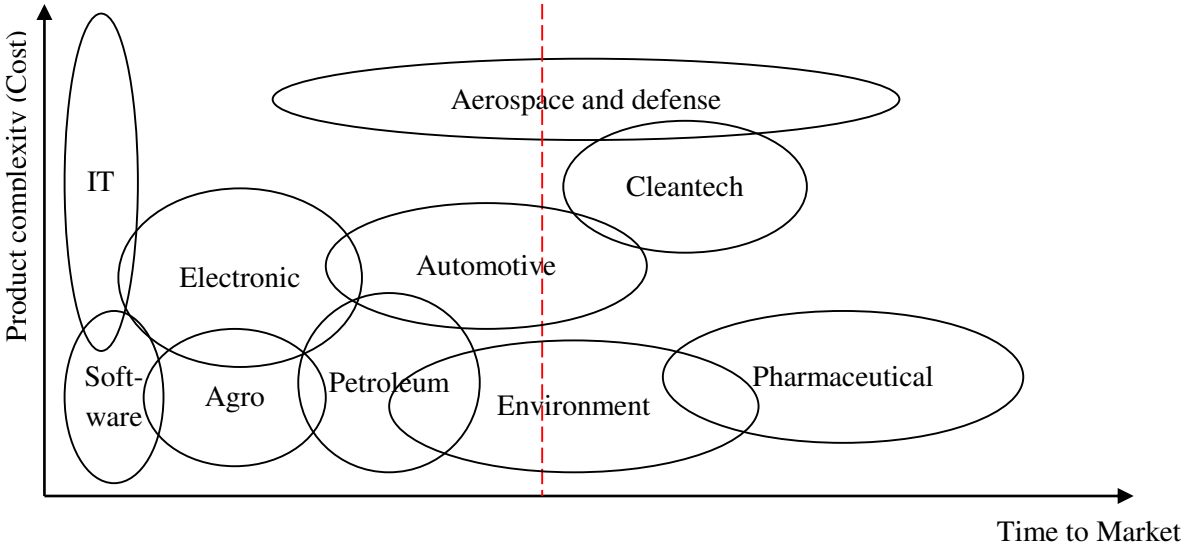 Product complexity (Cost)
Aerospace and defense
IT
Cleantech
Electronic
Automotive
Soft-
ware
Agro
Petroleum
Environment
Pharmaceutical
Time to Market